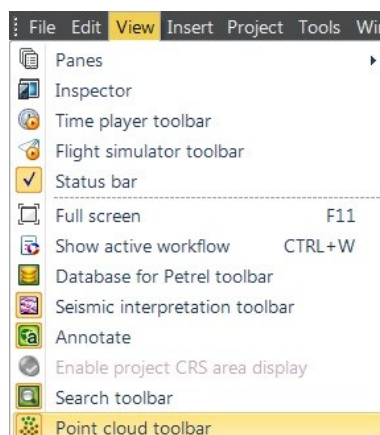 File Edit View Insert Project Tools
Panes
Inspector
Time player toolbar
Flight simulator toolbar
Status bar
Full screen F11
Show active workflow CTRL+W
Database for Petrel toolbar
Seismic interpretation toolbar
Annotate
Enable project CRS area display
Search toolbar
Point cloud toolbar